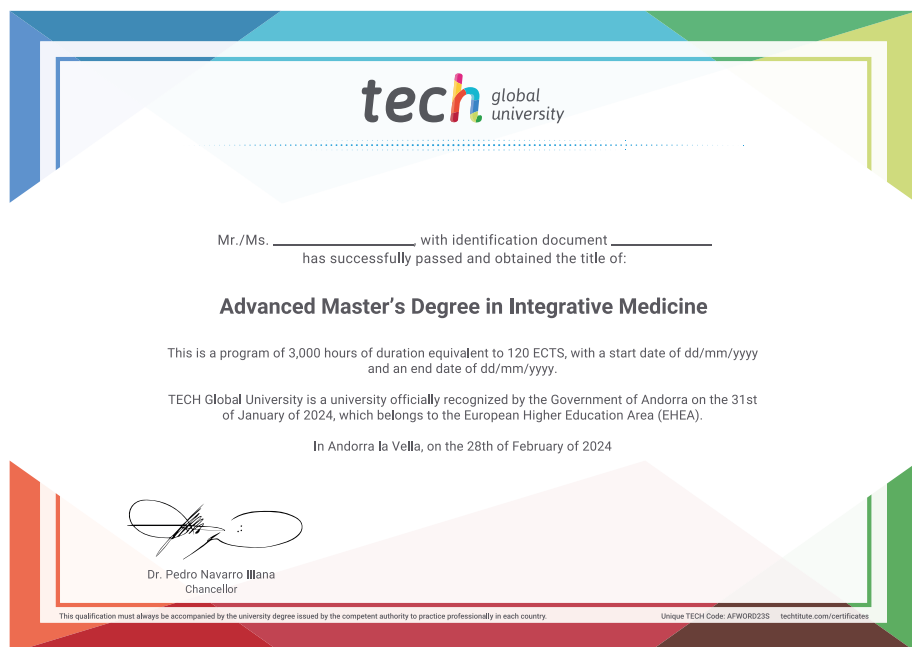 tech global university
Mr./Ms. ____________________, with identification document ______________
has successfully passed and obtained the title of:
Advanced Master's Degree in Integrative Medicine
This is a program of 3,000 hours of duration equivalent to 120 ECTS, with a start date of dd/mm/yyyy
and an end date of dd/mm/yyyy.
TECH Global University is a university officially recognized by the Government of Andorra on the 31st
of January of 2024, which belongs to the European Higher Education Area (EHEA).
In Andorra la Vella, on the 28th of February of 2024
Dr. Pedro Navarro Illana
Chancellor
This qualification must always be accompanied by the university degree issued by the competent authority to practice professionally in each country.
Unique TECH Code: AFWORD23S techtitute.com/certificates